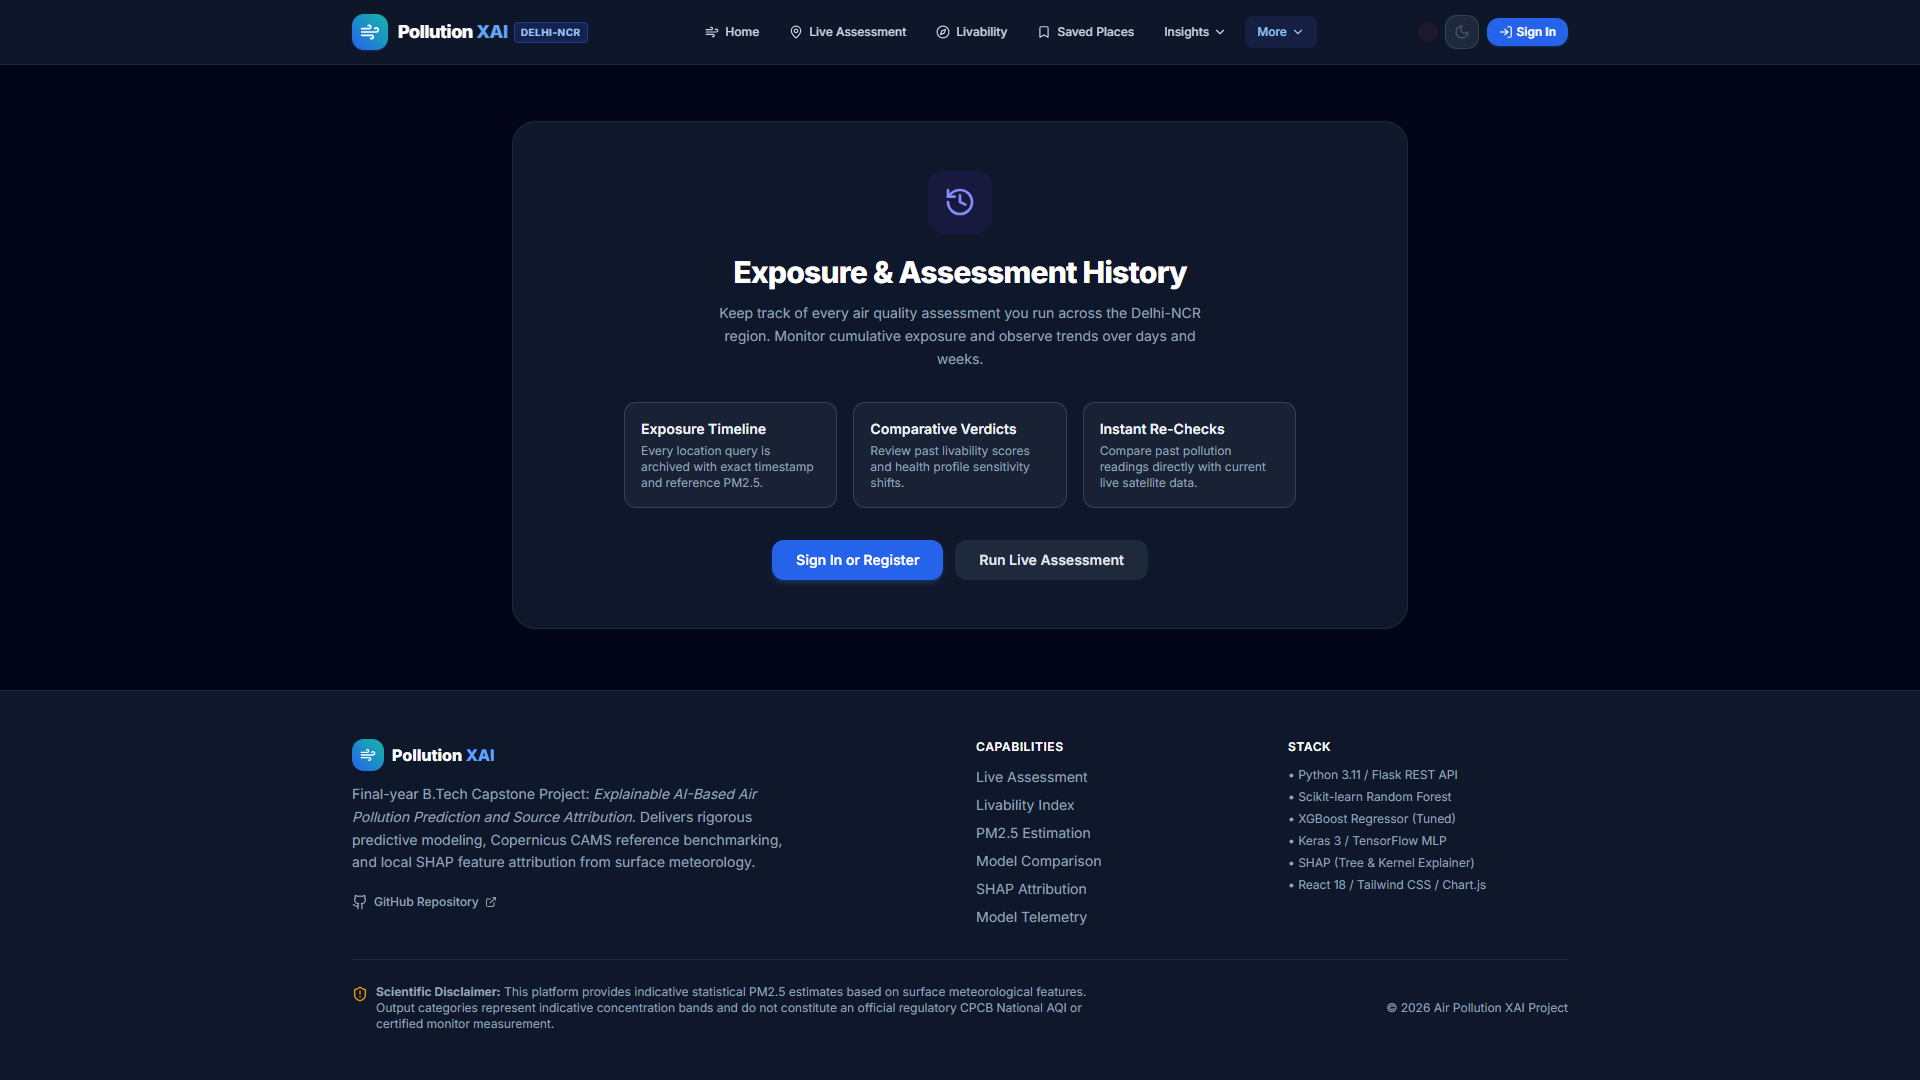 Pollution XAI DELHI-NCR
Home
Live Assessment
Livability
Saved Places
Insights
More
Sign In
Exposure & Assessment History
Keep track of every air quality assessment you run across the Delhi-NCR
region. Monitor cumulative exposure and observe trends over days and
weeks.
Exposure Timeline
Every location query is
archived with exact timestamp
and reference PM2.5.
Comparative Verdicts
Review past livability scores
and health profile sensitivity
shifts.
Instant Re-Checks
Compare past pollution
readings directly with current
live satellite data.
Sign In or Register
Run Live Assessment
Pollution XAI
Final-year B.Tech Capstone Project: Explainable AI-Based Air
Pollution Prediction and Source Attribution. Delivers rigorous
predictive modeling, Copernicus CAMS reference benchmarking,
and local SHAP feature attribution from surface meteorology.
GitHub Repository
CAPABILITIES
Live Assessment
Livability Index
PM2.5 Estimation
Model Comparison
SHAP Attribution
Model Telemetry
STACK
• Python 3.11 / Flask REST API
• Scikit-learn Random Forest
• XGBoost Regressor (Tuned)
• Keras 3 / TensorFlow MLP
• SHAP (Tree & Kernel Explainer)
• React 18 / Tailwind CSS / Chart.js
Scientific Disclaimer: This platform provides indicative statistical PM2.5 estimates based on surface meteorological features.
Output categories represent indicative concentration bands and do not constitute an official regulatory CPCB National AQI or
certified monitor measurement.
© 2026 Air Pollution XAI Project